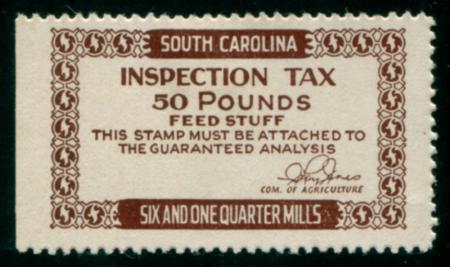 SOUTH CAROLINA
INSPECTION TAX
50 POUNDS
FEED STUFF
THIS STAMP MUST BE ATTACHED TO
THE GUARANTEED ANALYSIS
COM. OF AGRICULTURE
SIX AND ONE QUARTER MILLS